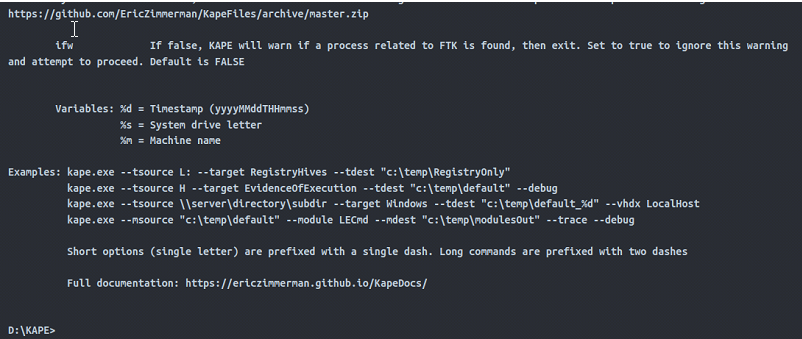 https://github.com/EricZimmerman/KapeFiles/archive/master.zip
ifw If false, KAPE will warn if a process related to FTK is found, then exit. Set to true to ignore this warning
and attempt to proceed. Default is FALSE
Variables: %d = Timestamp (yyyyMMddTHHmmss)
%s = System drive letter
%m = Machine name
Examples: kape.exe --tsource L: --target RegistryHives --tdest "c:\temp\RegistryOnly"
kape.exe --tsource H --target EvidenceOfExecution --tdest "c:\temp\default" --debug
kape.exe --tsource \\server\directory\subdir --target Windows --tdest "c:\temp\default_%d" --vhdx LocalHost
kape.exe --msource "c:\temp\default" --module LECmd --mdest "c:\temp\modulesOut" --trace --debug
Short options (single letter) are prefixed with a single dash. Long commands are prefixed with two dashes
Full documentation: https://ericzimmerman.github.io/KapeDocs/
D:\KAPE>